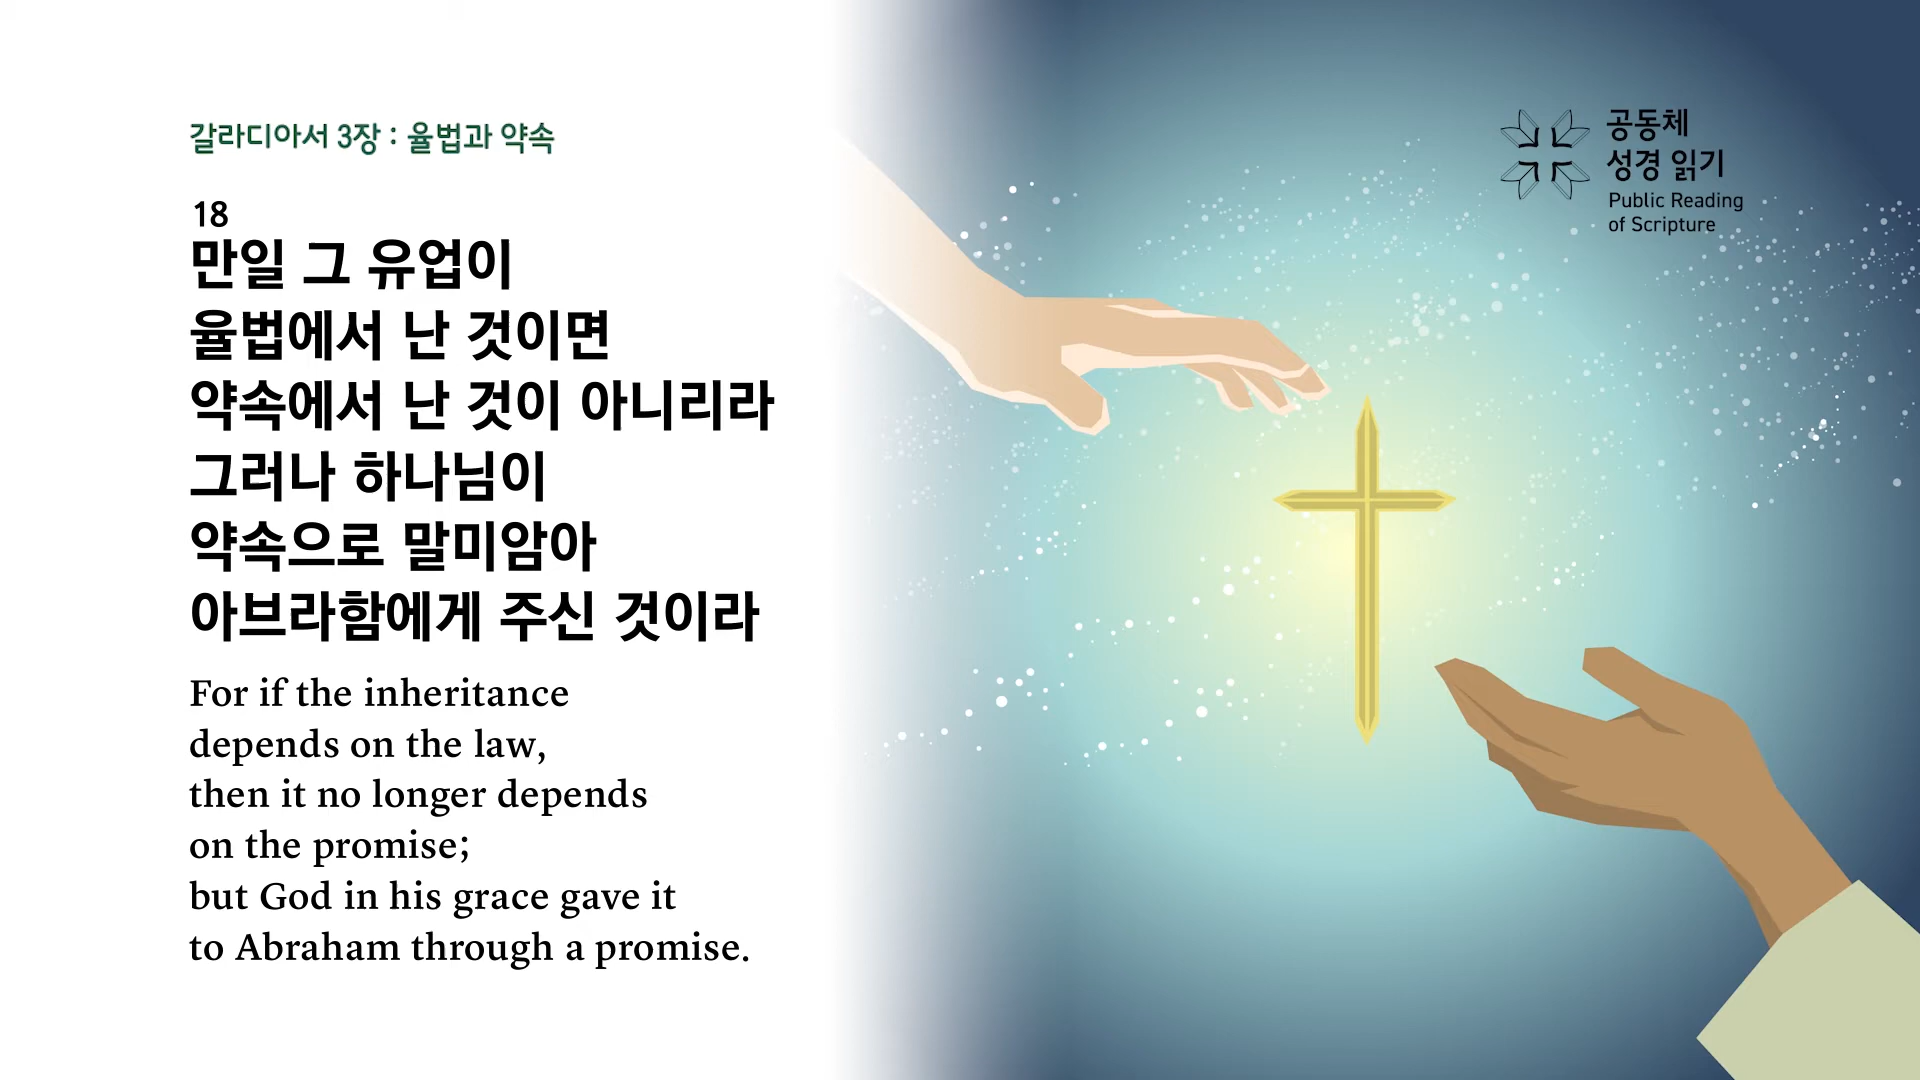 갈라디아서 3장 : 율법과 약속
18
만일 그 유업이
율법에서 난 것이면
약속에서 난 것이 아니리라
그러나 하나님이
약속으로 말미암아
아브라함에게 주신 것이라
For if the inheritance
depends on the law,
then it no longer depends
on the promise;
but God in his grace gave it
to Abraham through a promise.
공동체
성경 읽기
Public Reading
of Scripture